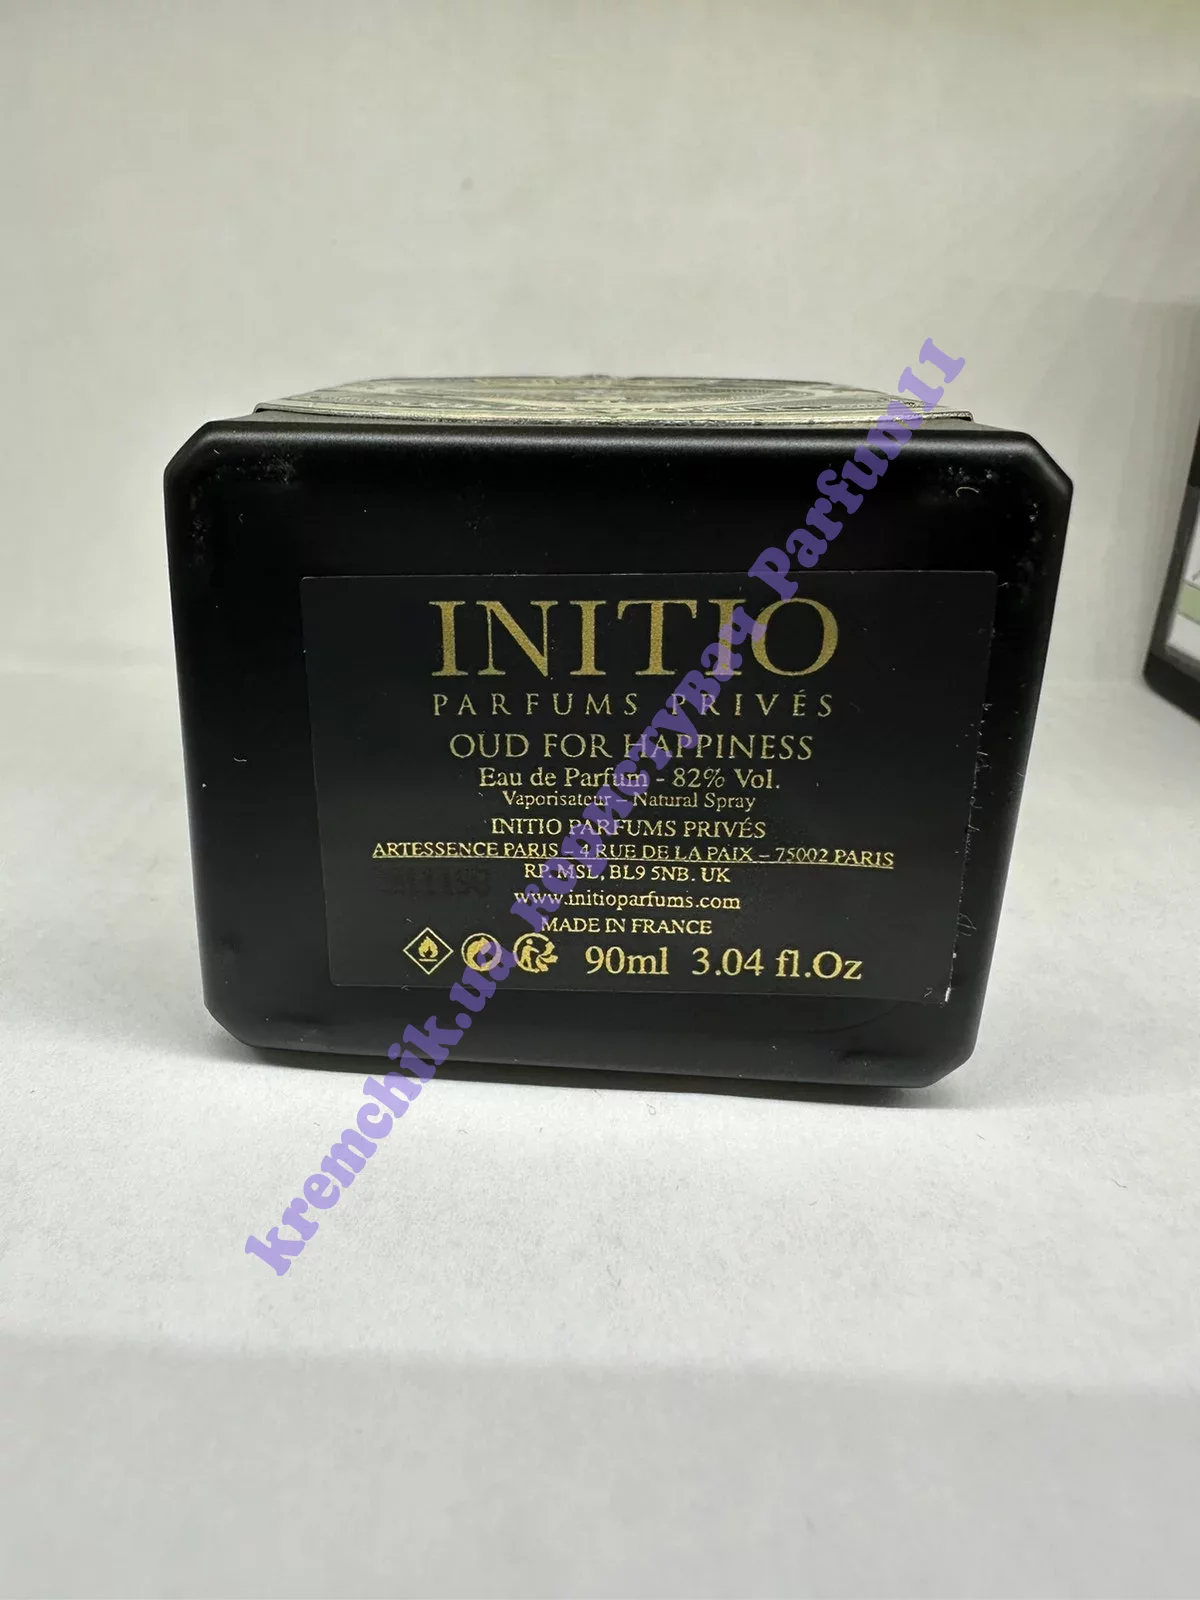 INITIO
PARFUMS PRIVÉS
OUD FOR HAPPINESS
Eau de Parfum - 82% Vol.
Vaporisateur – Natural Spray
INITIO PARFUMS PRIVÉS
ARTESSENCE PARIS – 4 RUE DE LA PAIX – 75002 PARIS
RP. MSL, BL9 5NB. UK
www.initioparfums.com
MADE IN FRANCE
90ml 3.04 fl.Oz
kremchik.ua користувач Parfum11